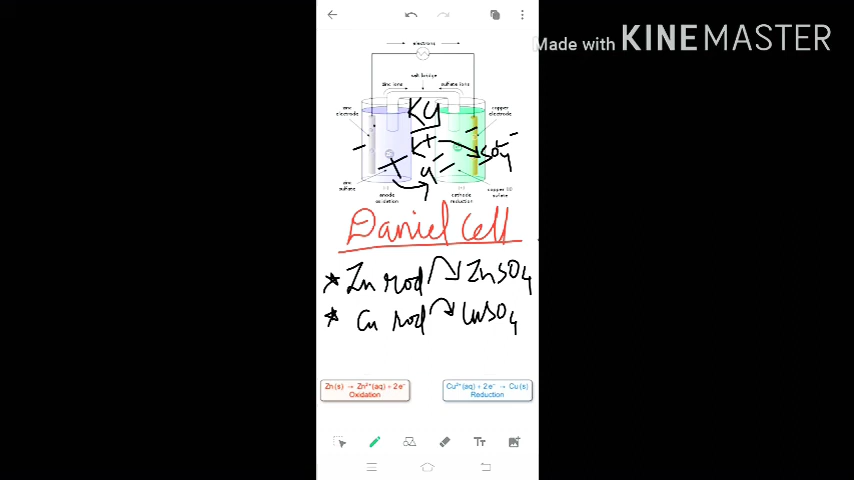 Made with KINEMASTER
electrons
salt bridge
zinc ions
sulfate ions
zinc electrode
copper electrode
KY
K+
SO4--
+
Y-
zinc sulfate
anode oxidation
cathode reduction
copper (II) sulfate
Daniel Cell
* Zn rod ZnSO4
* Cu rod CuSO4
Zn(s) → Zn²⁺(aq) + 2e⁻
Oxidation
Cu²⁺(aq) + 2e⁻ → Cu(s)
Reduction
Tт